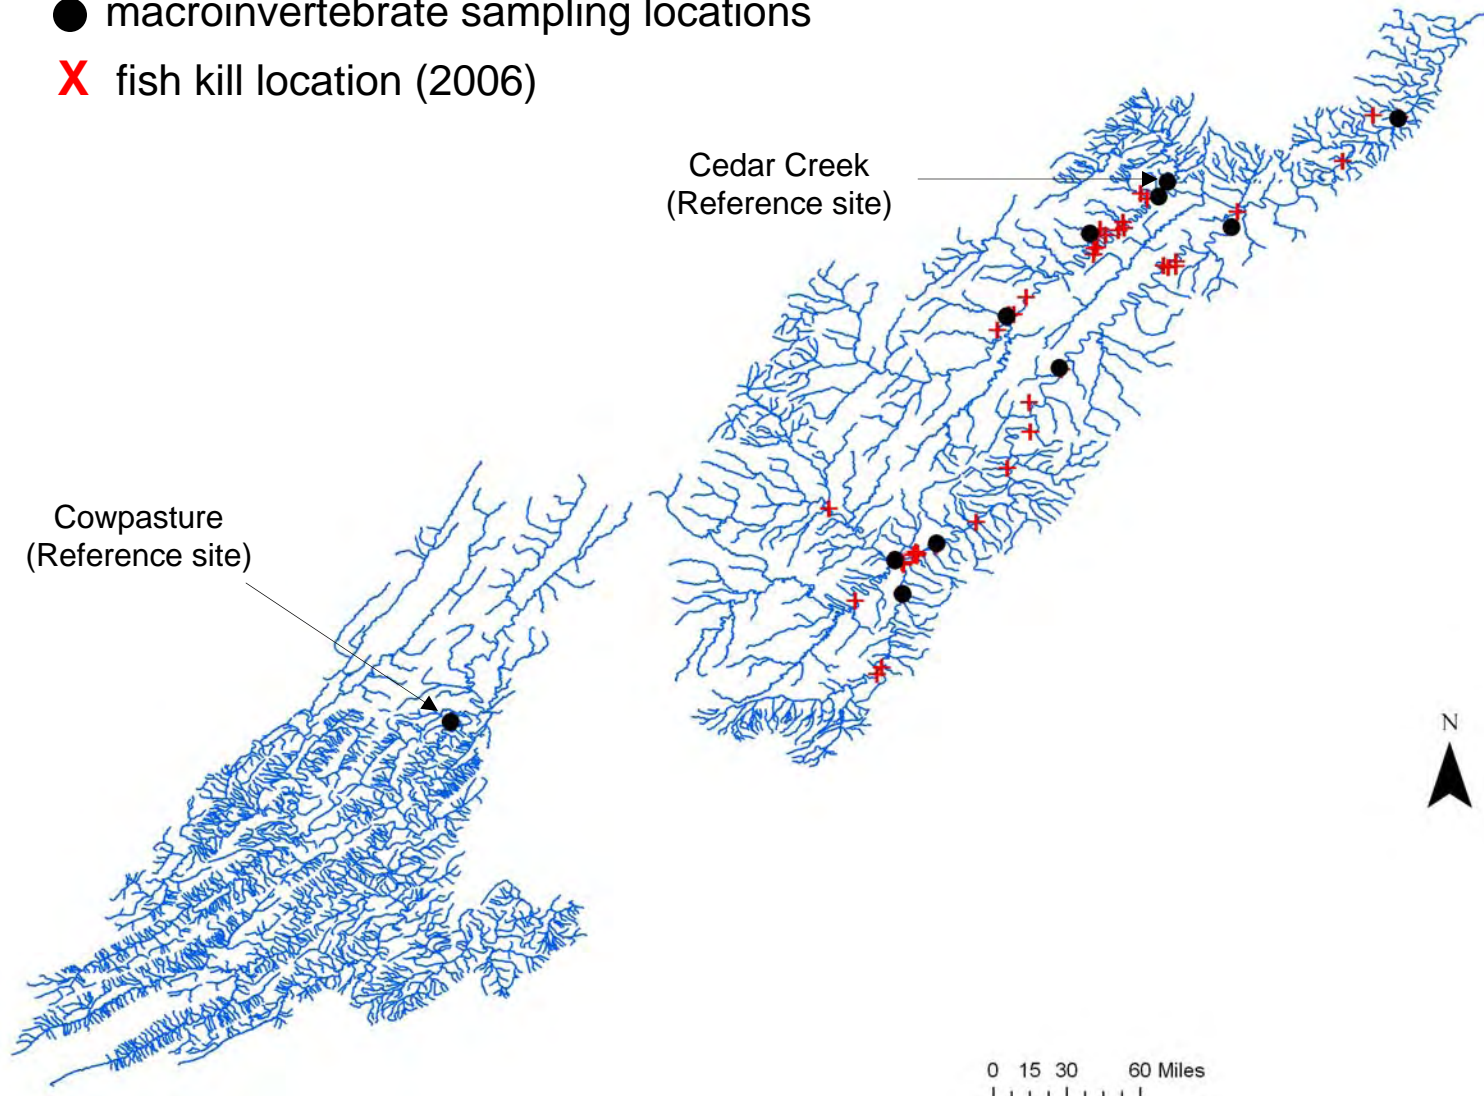 macroinvertebrate sampling locations
X fish kill location (2006)
Cedar Creek
(Reference site)
Cowpasture
(Reference site)
N
0 15 30 60 Miles